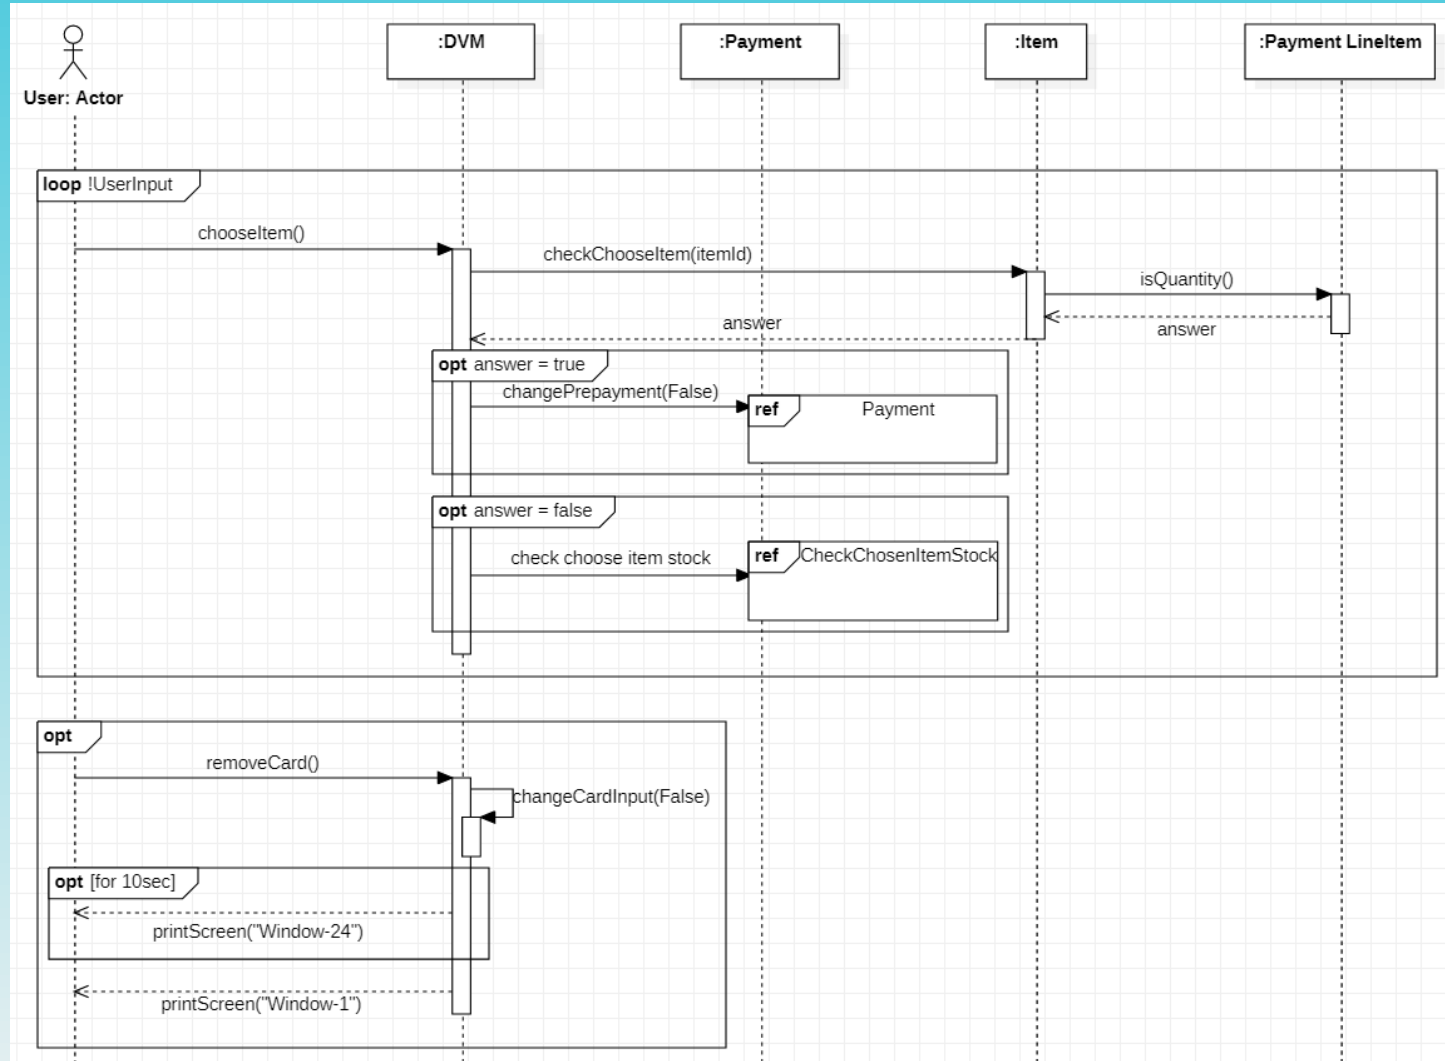 :DVM
:Payment
:Item
:Payment LineItem
User: Actor
loop !UserInput
chooseItem()
checkChooseItem(itemId)
isQuantity()
answer
answer
opt answer = true
changePrepayment(False)
ref Payment
opt answer = false
check choose item stock
ref CheckChosenItemStock
opt
removeCard()
changeCardInput(False)
opt [for 10sec]
printScreen("Window-24")
printScreen("Window-1")